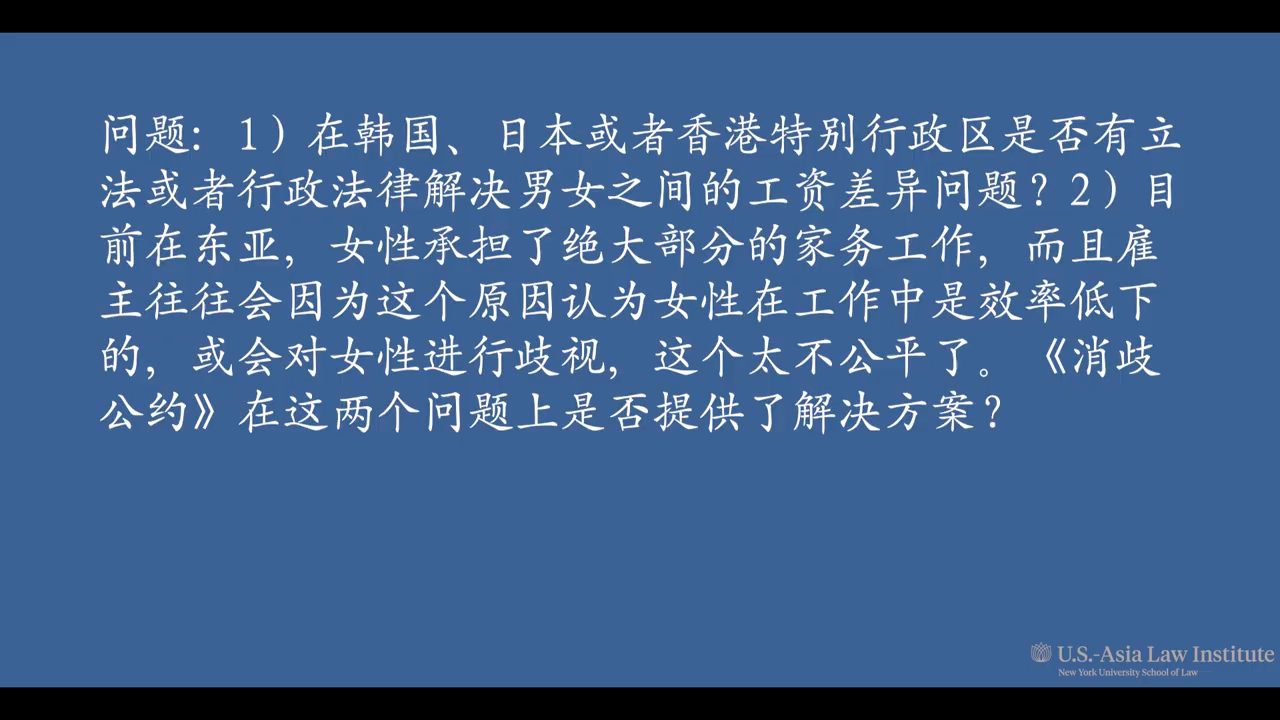 问题：1）在韩国、日本或者香港特别行政区是否有立
法或者行政法律解决男女之间的工资差异问题？2）目
前在东亚，女性承担了绝大部分的家务工作，而且雇
主往往会因为这个原因认为女性在工作中是效率低下
的，或会对女性进行歧视，这个太不公平了。《消歧
公约》在这两个问题上是否提供了解决方案？
U.S.-Asia Law Institute
New York University School of Law